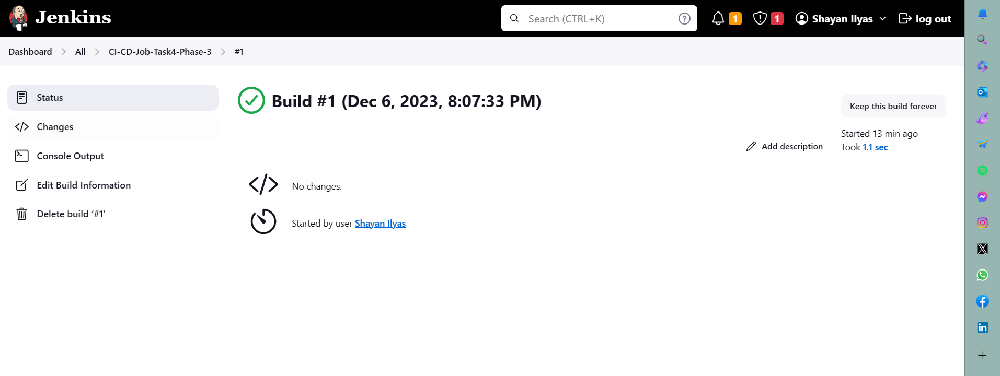 Jenkins
Search (CTRL+K)
?
1
1
Shayan Ilyas
log out
Dashboard
All
CI-CD-Job-Task4-Phase-3
#1
Status
Changes
Console Output
Edit Build Information
Delete build ‘#1’
Build #1 (Dec 6, 2023, 8:07:33 PM)
Keep this build forever
Add description
Started 13 min ago
Took 1.1 sec
No changes.
Started by user Shayan Ilyas